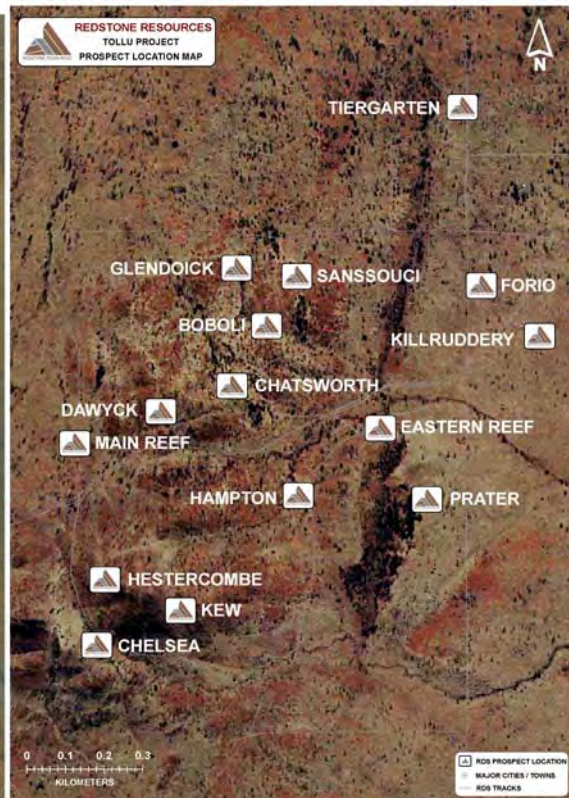 REDSTONE RESOURCES
TOLLU PROJECT
PROSPECT LOCATION MAP
REDSTONE RESOURCES
N
TIERGARTEN
GLENDOICK
SANSSOUCI
FORIO
BOBOLI
KILLRUDDERY
CHATSWORTH
DAWYCK
EASTERN REEF
MAIN REEF
HAMPTON
PRATER
HESTERCOMBE
KEW
CHELSEA
0 0.1 0.2 0.3
KILOMETERS
RDS PROSPECT LOCATION
MAJOR CITIES / TOWNS
RDS TRACKS